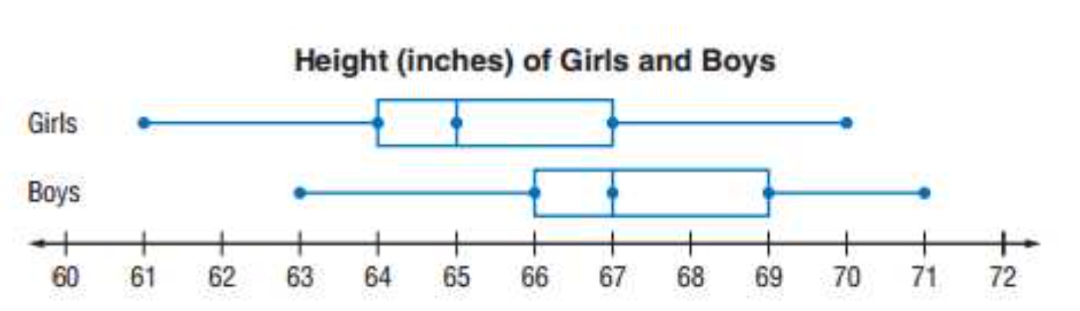 Height (inches) of Girls and Boys
Girls
Boys
60 61 62 63 64 65 66 67 68 69 70 71 72